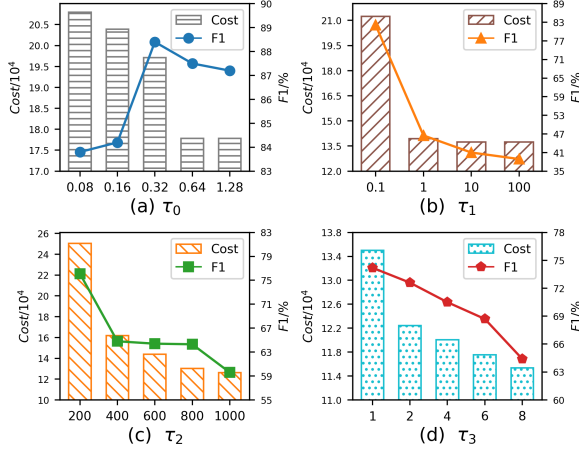 Cost/10⁴
20.5
20.0
19.5
19.0
18.5
18.0
17.5
17.0
Cost
F1
90
89
88
87
86
85
84
83
F1/%
0.08 0.16 0.32 0.64 1.28
(a) τ₀
Cost/10⁴
21.0
19.5
18.0
16.5
15.0
13.5
12.0
Cost
F1
89
83
77
71
65
59
53
47
41
35
F1/%
0.1 1 10 100
(b) τ₁
Cost/10⁴
26
24
22
20
18
16
14
12
10
Cost
F1
83
79
75
71
67
63
59
55
F1/%
200 400 600 800 1000
(c) τ₂
Cost/10⁴
13.8
13.4
13.0
12.6
12.2
11.8
11.4
11.0
Cost
F1
78
75
72
69
66
63
60
F1/%
1 2 4 6 8
(d) τ₃